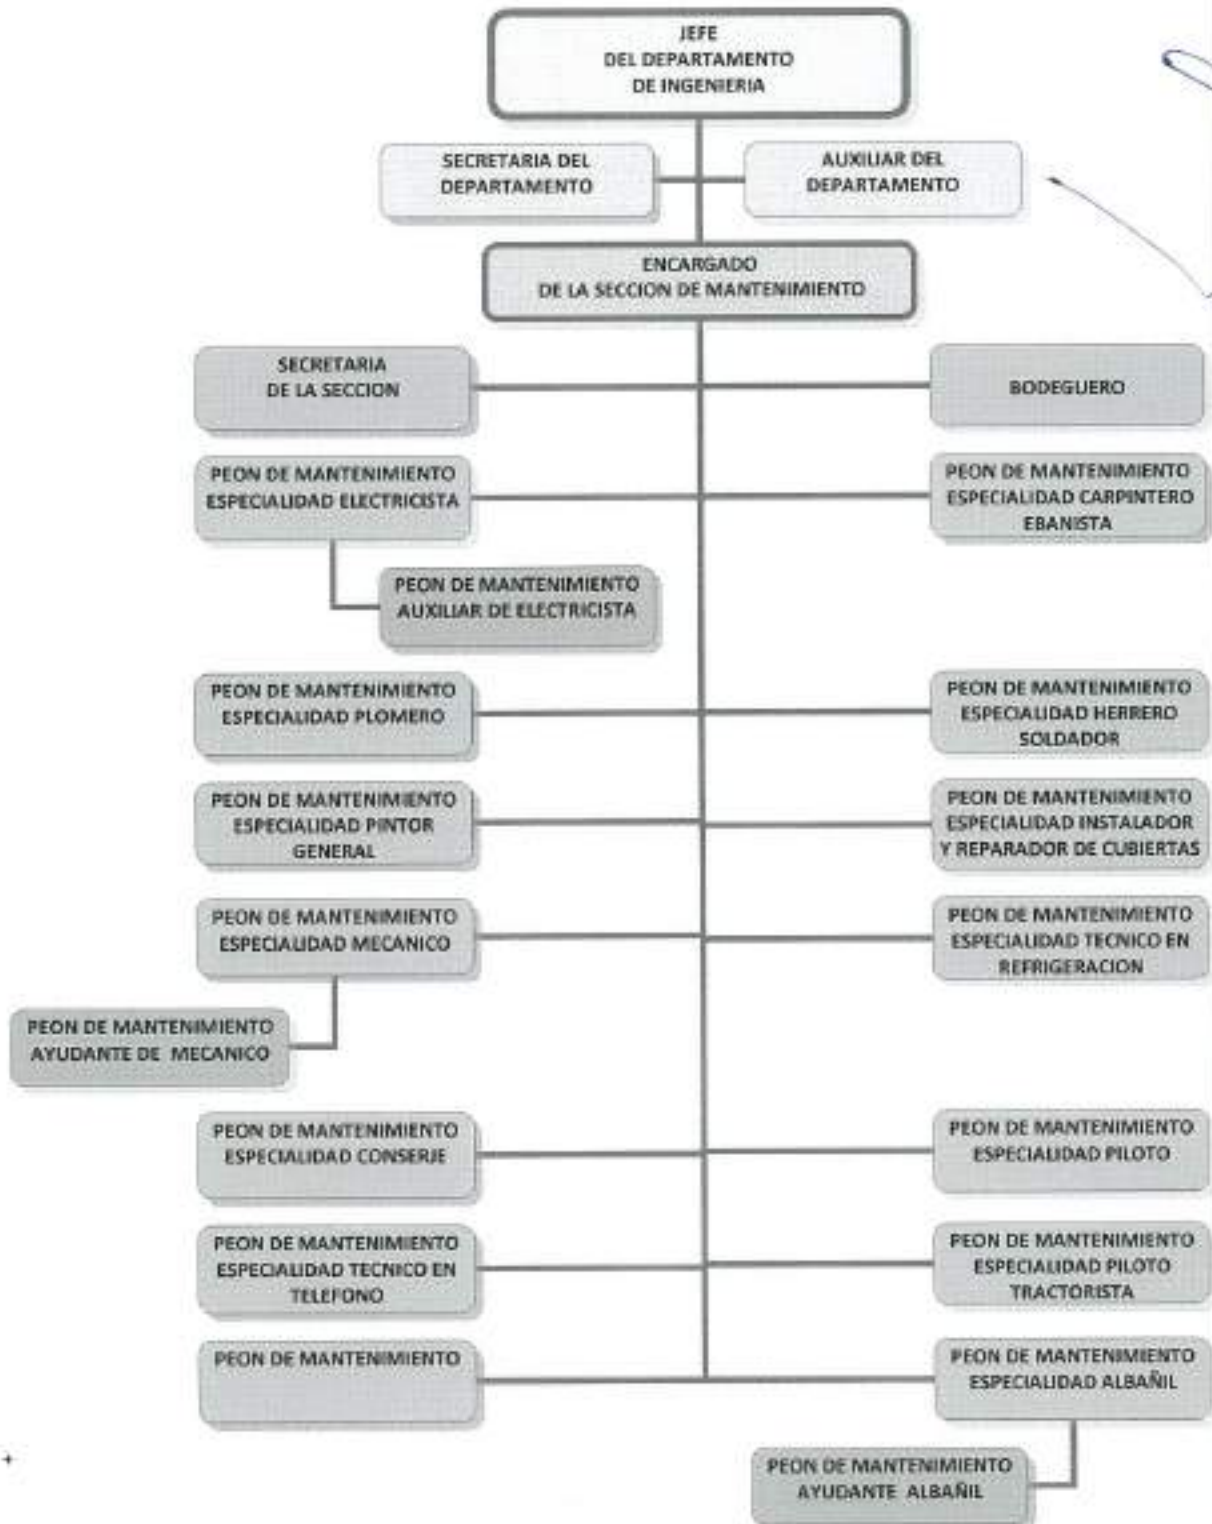 JEFE
DEL DEPARTAMENTO
DE INGENIERIA
SECRETARIA DEL
DEPARTAMENTO
AUXILIAR DEL
DEPARTAMENTO
ENCARGADO
DE LA SECCION DE MANTENIMIENTO
SECRETARIA
DE LA SECCION
BODEGUERO
PEON DE MANTENIMIENTO
ESPECIALIDAD ELECTRICISTA
PEON DE MANTENIMIENTO
ESPECIALIDAD CARPINTERO
EBANISTA
PEON DE MANTENIMIENTO
AUXILIAR DE ELECTRICISTA
PEON DE MANTENIMIENTO
ESPECIALIDAD PLOMERO
PEON DE MANTENIMIENTO
ESPECIALIDAD HERRERO
SOLDADOR
PEON DE MANTENIMIENTO
ESPECIALIDAD PINTOR
GENERAL
PEON DE MANTENIMIENTO
ESPECIALIDAD INSTALADOR
Y REPARADOR DE CUBIERTAS
PEON DE MANTENIMIENTO
ESPECIALIDAD MECANICO
PEON DE MANTENIMIENTO
ESPECIALIDAD TECNICO EN
REFRIGERACION
PEON DE MANTENIMIENTO
AYUDANTE DE MECANICO
PEON DE MANTENIMIENTO
ESPECIALIDAD CONSERJE
PEON DE MANTENIMIENTO
ESPECIALIDAD PILOTO
PEON DE MANTENIMIENTO
ESPECIALIDAD TECNICO EN
TELEFONO
PEON DE MANTENIMIENTO
ESPECIALIDAD PILOTO
TRACTORISTA
PEON DE MANTENIMIENTO
PEON DE MANTENIMIENTO
ESPECIALIDAD ALBAÑIL
PEON DE MANTENIMIENTO
AYUDANTE ALBAÑIL